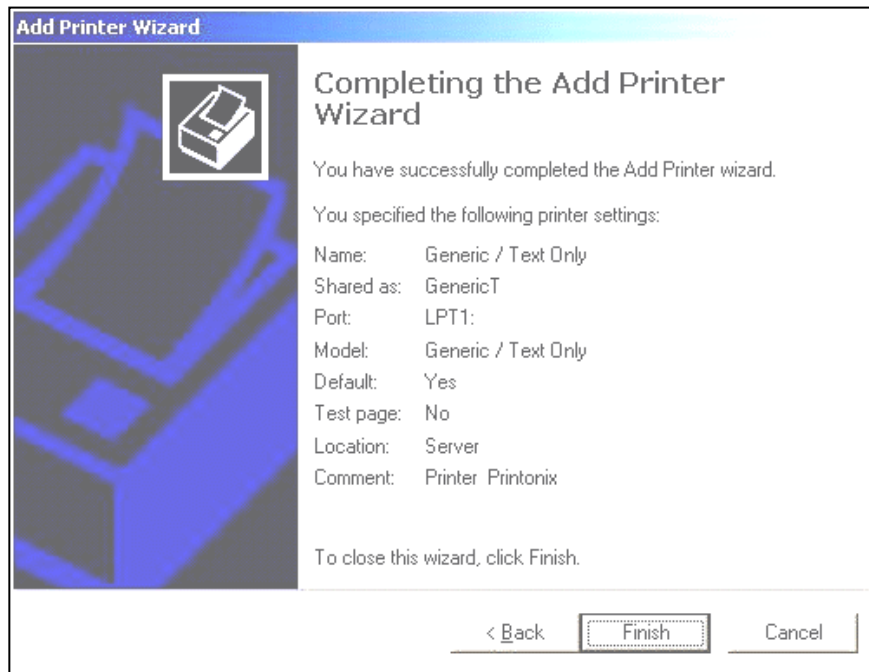 Add Printer Wizard
Completing the Add Printer
Wizard
You have successfully completed the Add Printer wizard.
You specified the following printer settings:
Name: Generic / Text Only
Shared as: GenericT
Port: LPT1:
Model: Generic / Text Only
Default: Yes
Test page: No
Location: Server
Comment: Printer Printonix
To close this wizard, click Finish.
< Back Finish Cancel